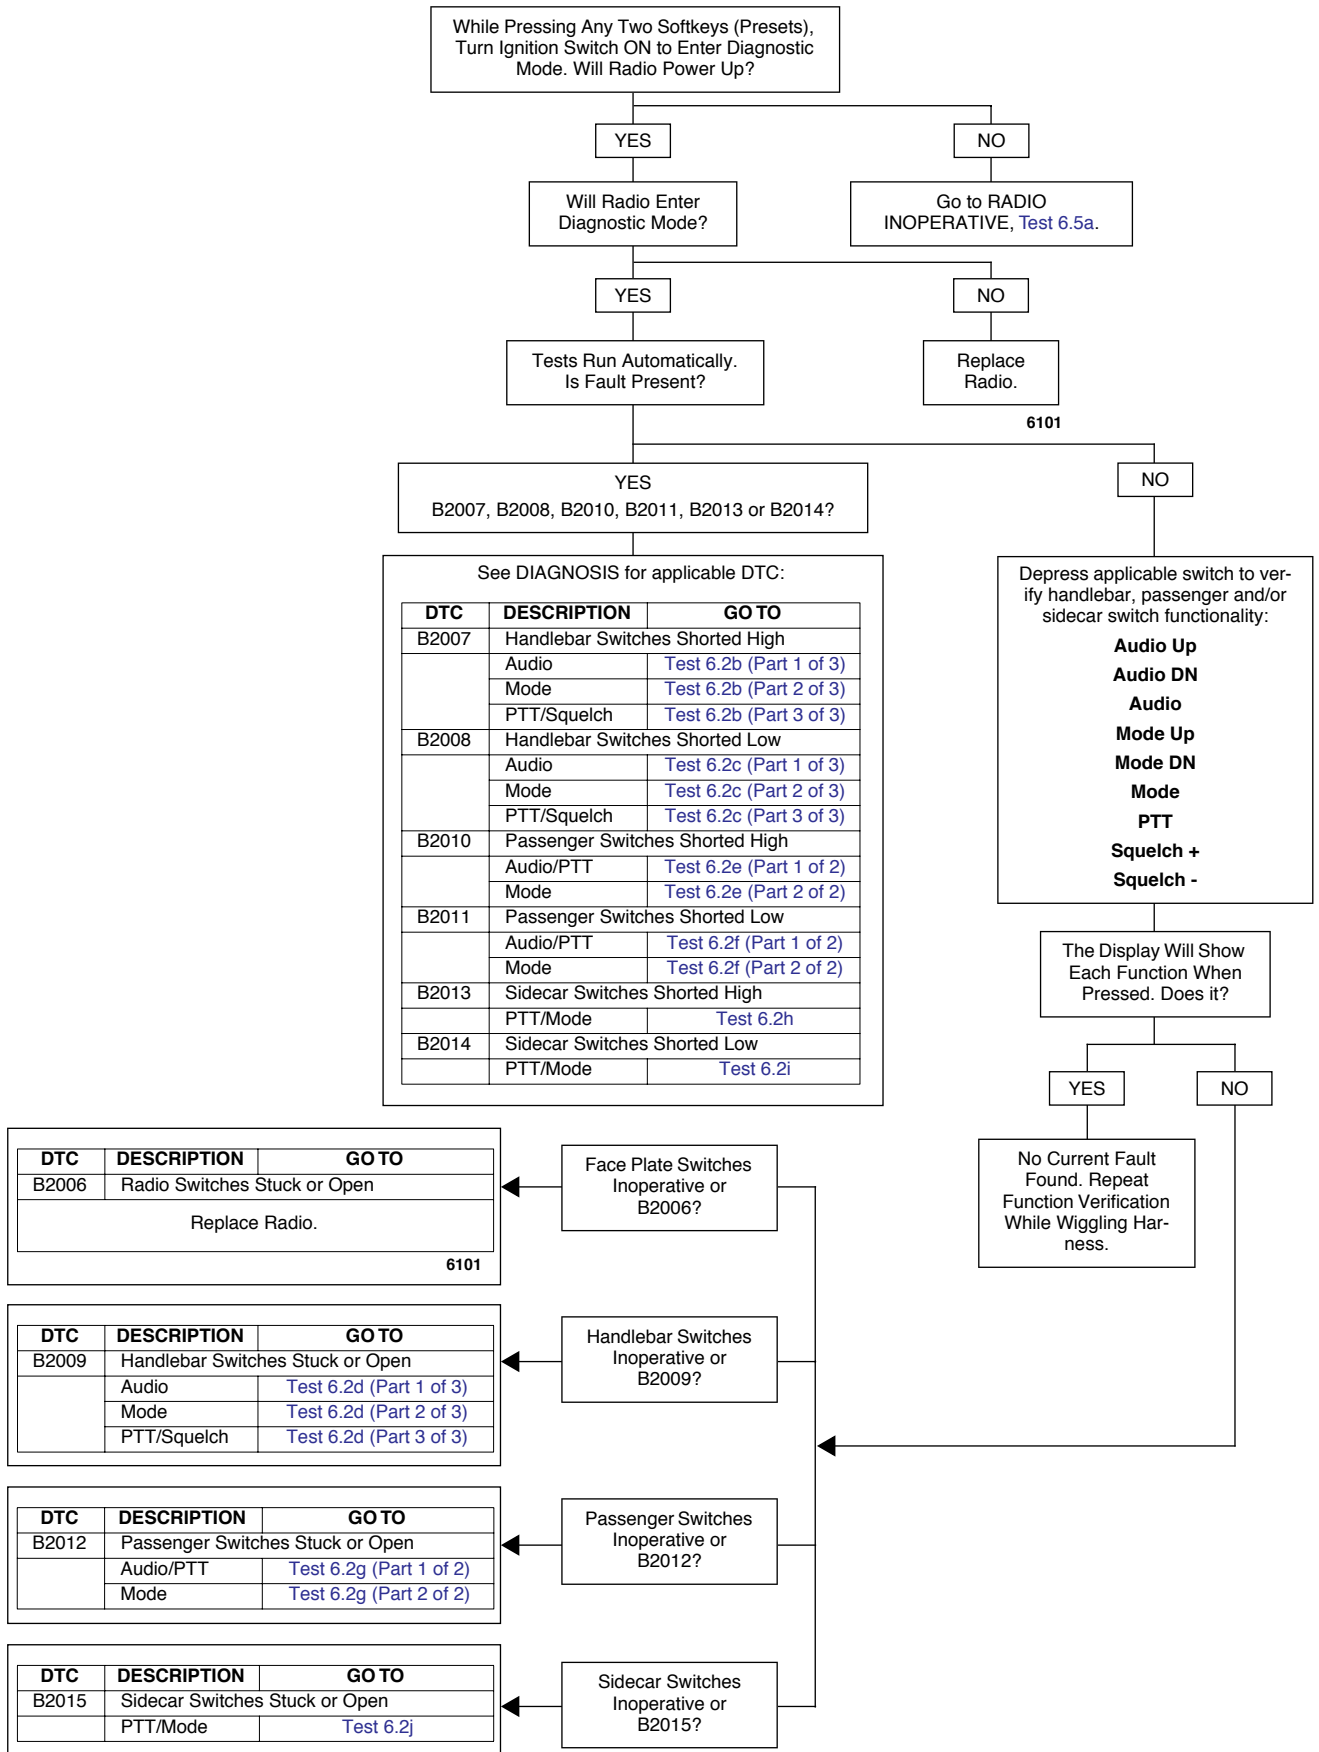 While Pressing Any Two Softkeys (Presets),
Turn Ignition Switch ON to Enter Diagnostic
Mode. Will Radio Power Up?
YES
NO
Will Radio Enter
Diagnostic Mode?
Go to RADIO
INOPERATIVE, Test 6.5a.
YES
NO
Tests Run Automatically.
Is Fault Present?
Replace
Radio.
6101
YES
B2007, B2008, B2010, B2011, B2013 or B2014?
NO
See DIAGNOSIS for applicable DTC:
DTC DESCRIPTION GO TO
B2007 Handlebar Switches Shorted High
Audio Test 6.2b (Part 1 of 3)
Mode Test 6.2b (Part 2 of 3)
PTT/Squelch Test 6.2b (Part 3 of 3)
B2008 Handlebar Switches Shorted Low
Audio Test 6.2c (Part 1 of 3)
Mode Test 6.2c (Part 2 of 3)
PTT/Squelch Test 6.2c (Part 3 of 3)
B2010 Passenger Switches Shorted High
Audio/PTT Test 6.2e (Part 1 of 2)
Mode Test 6.2e (Part 2 of 2)
B2011 Passenger Switches Shorted Low
Audio/PTT Test 6.2f (Part 1 of 2)
Mode Test 6.2f (Part 2 of 2)
B2013 Sidecar Switches Shorted High
PTT/Mode Test 6.2h
B2014 Sidecar Switches Shorted Low
PTT/Mode Test 6.2i
Depress applicable switch to ver-
ify handlebar, passenger and/or
sidecar switch functionality:
Audio Up
Audio DN
Audio
Mode Up
Mode DN
Mode
PTT
Squelch +
Squelch -
The Display Will Show
Each Function When
Pressed. Does it?
YES
NO
No Current Fault
Found. Repeat
Function Verification
While Wiggling Har-
ness.
Face Plate Switches
Inoperative or
B2006?
DTC DESCRIPTION GO TO
B2006 Radio Switches Stuck or Open
Replace Radio.
6101
Handlebar Switches
Inoperative or
B2009?
DTC DESCRIPTION GO TO
B2009 Handlebar Switches Stuck or Open
Audio Test 6.2d (Part 1 of 3)
Mode Test 6.2d (Part 2 of 3)
PTT/Squelch Test 6.2d (Part 3 of 3)
Passenger Switches
Inoperative or
B2012?
DTC DESCRIPTION GO TO
B2012 Passenger Switches Stuck or Open
Audio/PTT Test 6.2g (Part 1 of 2)
Mode Test 6.2g (Part 2 of 2)
Sidecar Switches
Inoperative or
B2015?
DTC DESCRIPTION GO TO
B2015 Sidecar Switches Stuck or Open
PTT/Mode Test 6.2j